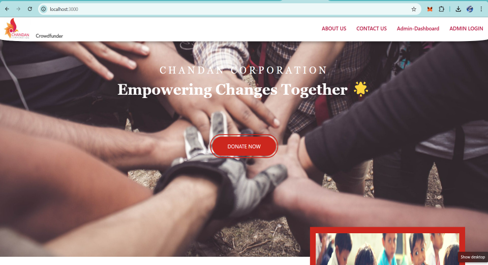 localhost:3000
CHANDAN
Crowdfunder
ABOUT US
CONTACT US
Admin-Dashboard
ADMIN LOGIN
CHANDAN CORPORATION
Empowering Changes Together 🌟
DONATE NOW
Show desktop